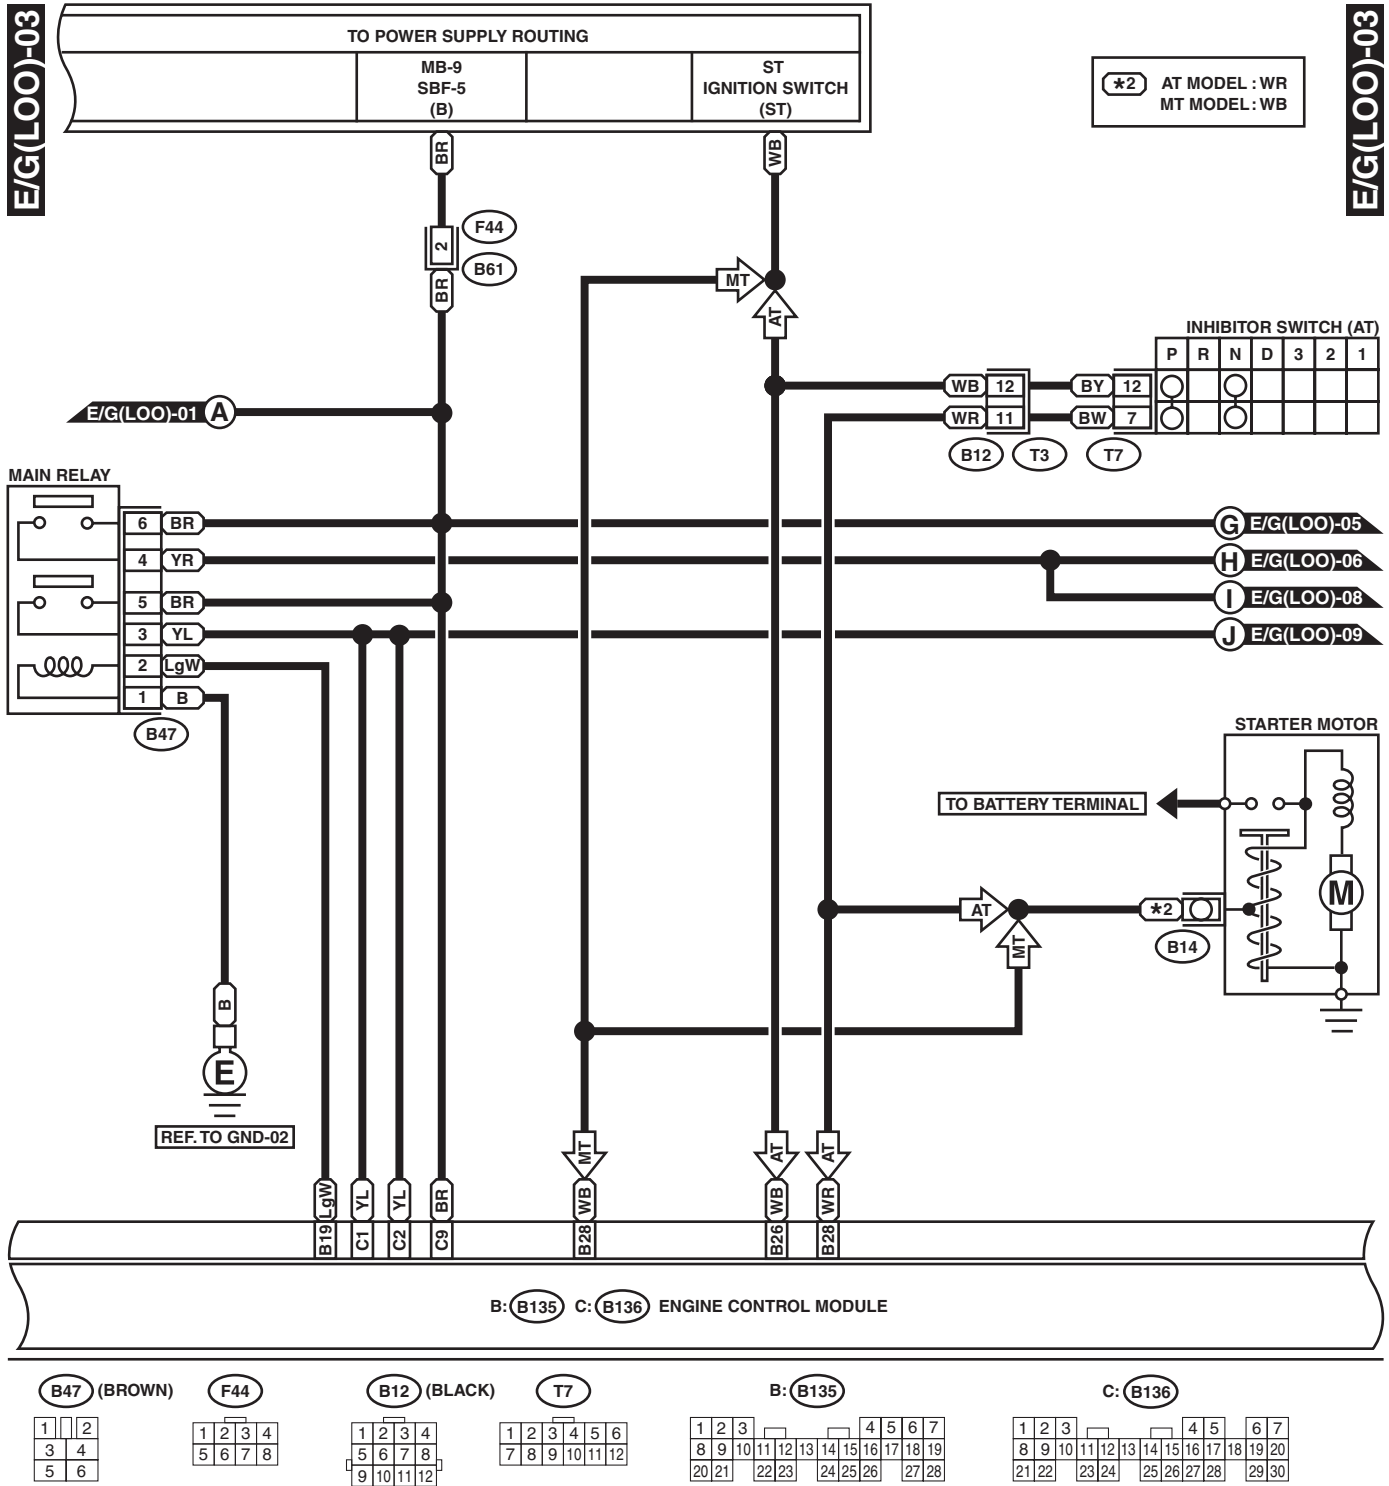 E/G(LOO)-03
E/G(LOO)-03
TO POWER SUPPLY ROUTING
MB-9
SBF-5
(B)
ST
IGNITION SWITCH
(ST)
*2 AT MODEL : WR
MT MODEL : WB
BR
WB
2
F44
B61
BR
MT
AT
INHIBITOR SWITCH (AT)
P R N D 3 2 1
WB 12 BY 12
WR 11 BW 7
B12 T3 T7
E/G(LOO)-01 A
MAIN RELAY
6 BR
G E/G(LOO)-05
4 YR
H E/G(LOO)-06
5 BR
I E/G(LOO)-08
3 YL
J E/G(LOO)-09
2 LgW
1 B
B47
STARTER MOTOR
TO BATTERY TERMINAL
M
AT
*2
B14
MT
B
E
REF. TO GND-02
MT
AT
AT
LgW YL YL BR WB WB WR
B19 C1 C2 C9 B28 B26 B28
B: B135 C: B136 ENGINE CONTROL MODULE
B47 (BROWN)
1 2
3 4
5 6
F44
1 2 3 4
5 6 7 8
B12 (BLACK)
1 2 3 4
5 6 7 8
9 10 11 12
T7
1 2 3 4 5 6
7 8 9 10 11 12
B: B135
1 2 3 4 5 6 7
8 9 10 11 12 13 14 15 16 17 18 19
20 21 22 23 24 25 26 27 28
C: B136
1 2 3 4 5 6 7
8 9 10 11 12 13 14 15 16 17 18 19 20
21 22 23 24 25 26 27 28 29 30